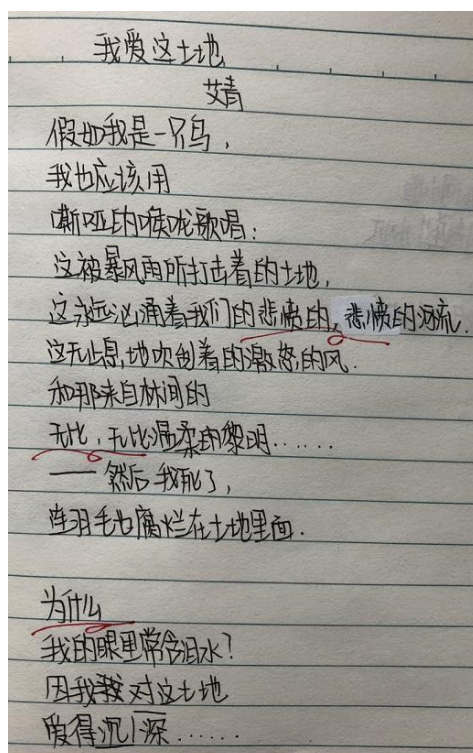 我爱这土地
艾青
假如我是一只鸟，
我也应该用
嘶哑的喉咙歌唱：
这被暴风雨所打击着的土地，
这永远汹涌着我们的悲愤的，悲愤的河流.
这无止息地吹刮着的激怒的风.
和那来自林间的
无比，无比温柔的黎明……
——然后我死了，
连羽毛也腐烂在土地里面.
为什么
我的眼里常含泪水？
因我 对这土地
爱得沉 深……